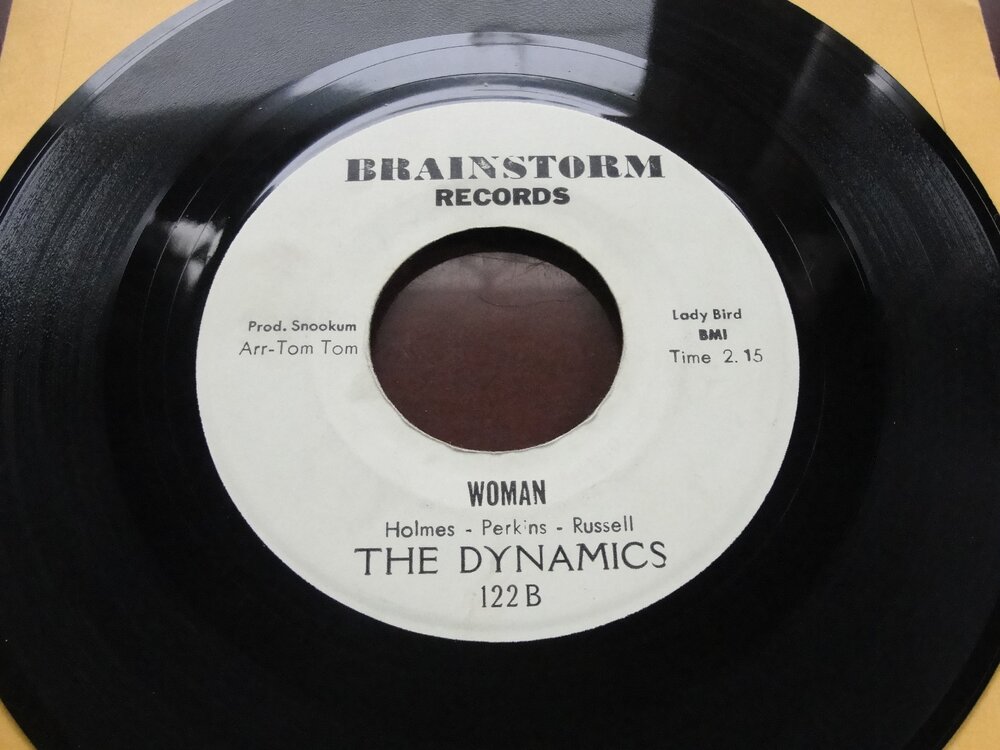 BRAINSTORM
RECORDS
Prod. Snookum
Arr-Tom Tom
Lady Bird
BMI
Time 2.15
WOMAN
Holmes - Perkins - Russell
THE DYNAMICS
122 B